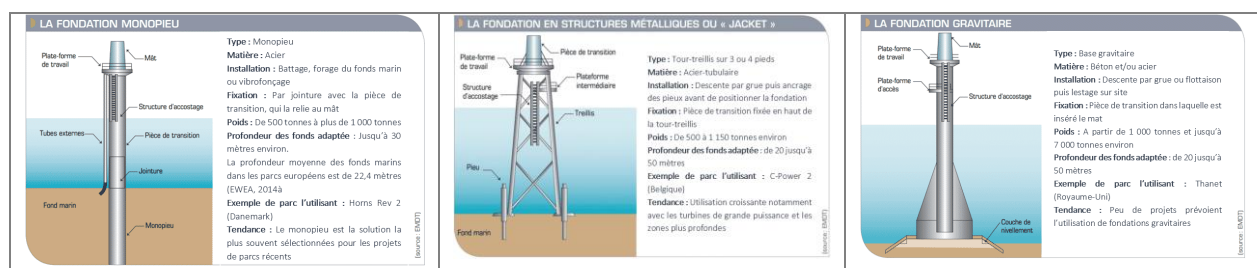 LA FONDATION MONOPIEU
Plate-forme
de travail
Mât
Structure d'accostage
Tubes externes
Pièce de transition
Jointure
Fond marin
Monopieu
Type : Monopieu
Matière : Acier
Installation : Battage, forage du fonds marin
ou vibrofonçage
Fixation : Par jointure avec la pièce de
transition, qui la relie au mât
Poids : De 500 tonnes à plus de 1 000 tonnes
Profondeur des fonds adaptée : Jusqu'à 30
mètres environ.
La profondeur moyenne des fonds marins
dans les parcs européens est de 22,4 mètres
(EWEA, 2014à
Exemple de parc l'utilisant : Horns Rev 2
(Danemark)
Tendance : Le monopieu est la solution la
plus souvent sélectionnées pour les projets
de parcs récents
(source : EMDT)
LA FONDATION EN STRUCTURES MÉTALLIQUES OU « JACKET »
Plate-forme
de travail
Pièce de transition
Plateforme
intermédiaire
Structure
d'accostage
Treillis
Pieu
Fond marin
Type : Tour-treillis sur 3 ou 4 pieds
Matière : Acier-tubulaire
Installation : Descente par grue puis ancrage
des pieux avant de positionner la fondation
Fixation : Pièce de transition fixée en haut de
la tour-treillis
Poids : De 500 à 1 150 tonnes environ
Profondeur des fonds adaptée : de 20 jusqu'à
50 mètres
Exemple de parc l'utilisant : C-Power 2
(Belgique)
Tendance : Utilisation croissante notamment
avec les turbines de grande puissance et les
zones plus profondes
(source : EMDT)
LA FONDATION GRAVITAIRE
Plate-forme
de travail
Mât
Plate-forme
d'accès
Structure d'accostage
Couche de
nivellement
Fond marin
Type : Base gravitaire
Matière : Béton et/ou acier
Installation : Descente par grue ou flottaison
puis lestage sur site
Fixation : Pièce de transition dans laquelle est
inséré le mat
Poids : A partir de 1 000 tonnes et jusqu'à
7 000 tonnes environ
Profondeur des fonds adaptée : de 20 jusqu'à
50 mètres
Exemple de parc l'utilisant : Thanet
(Royaume-Uni)
Tendance : Peu de projets prévoient
l'utilisation de fondations gravitaires
(source : EMDT)